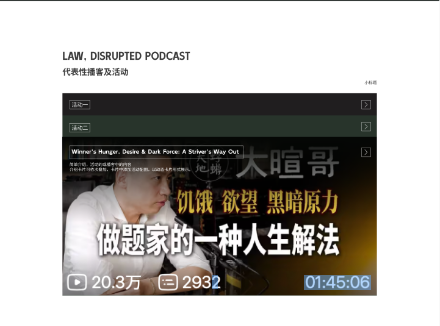 LAW, DISRUPTED PODCAST
代表性播客及活动
活动一
活动二
Winner's Hunger, Desire & Dark Force: A Striver's Way Out
大暄哥
饥饿 欲望 黑暗原力
做题家的一种人生解法
20.3万
2932
01:45:06